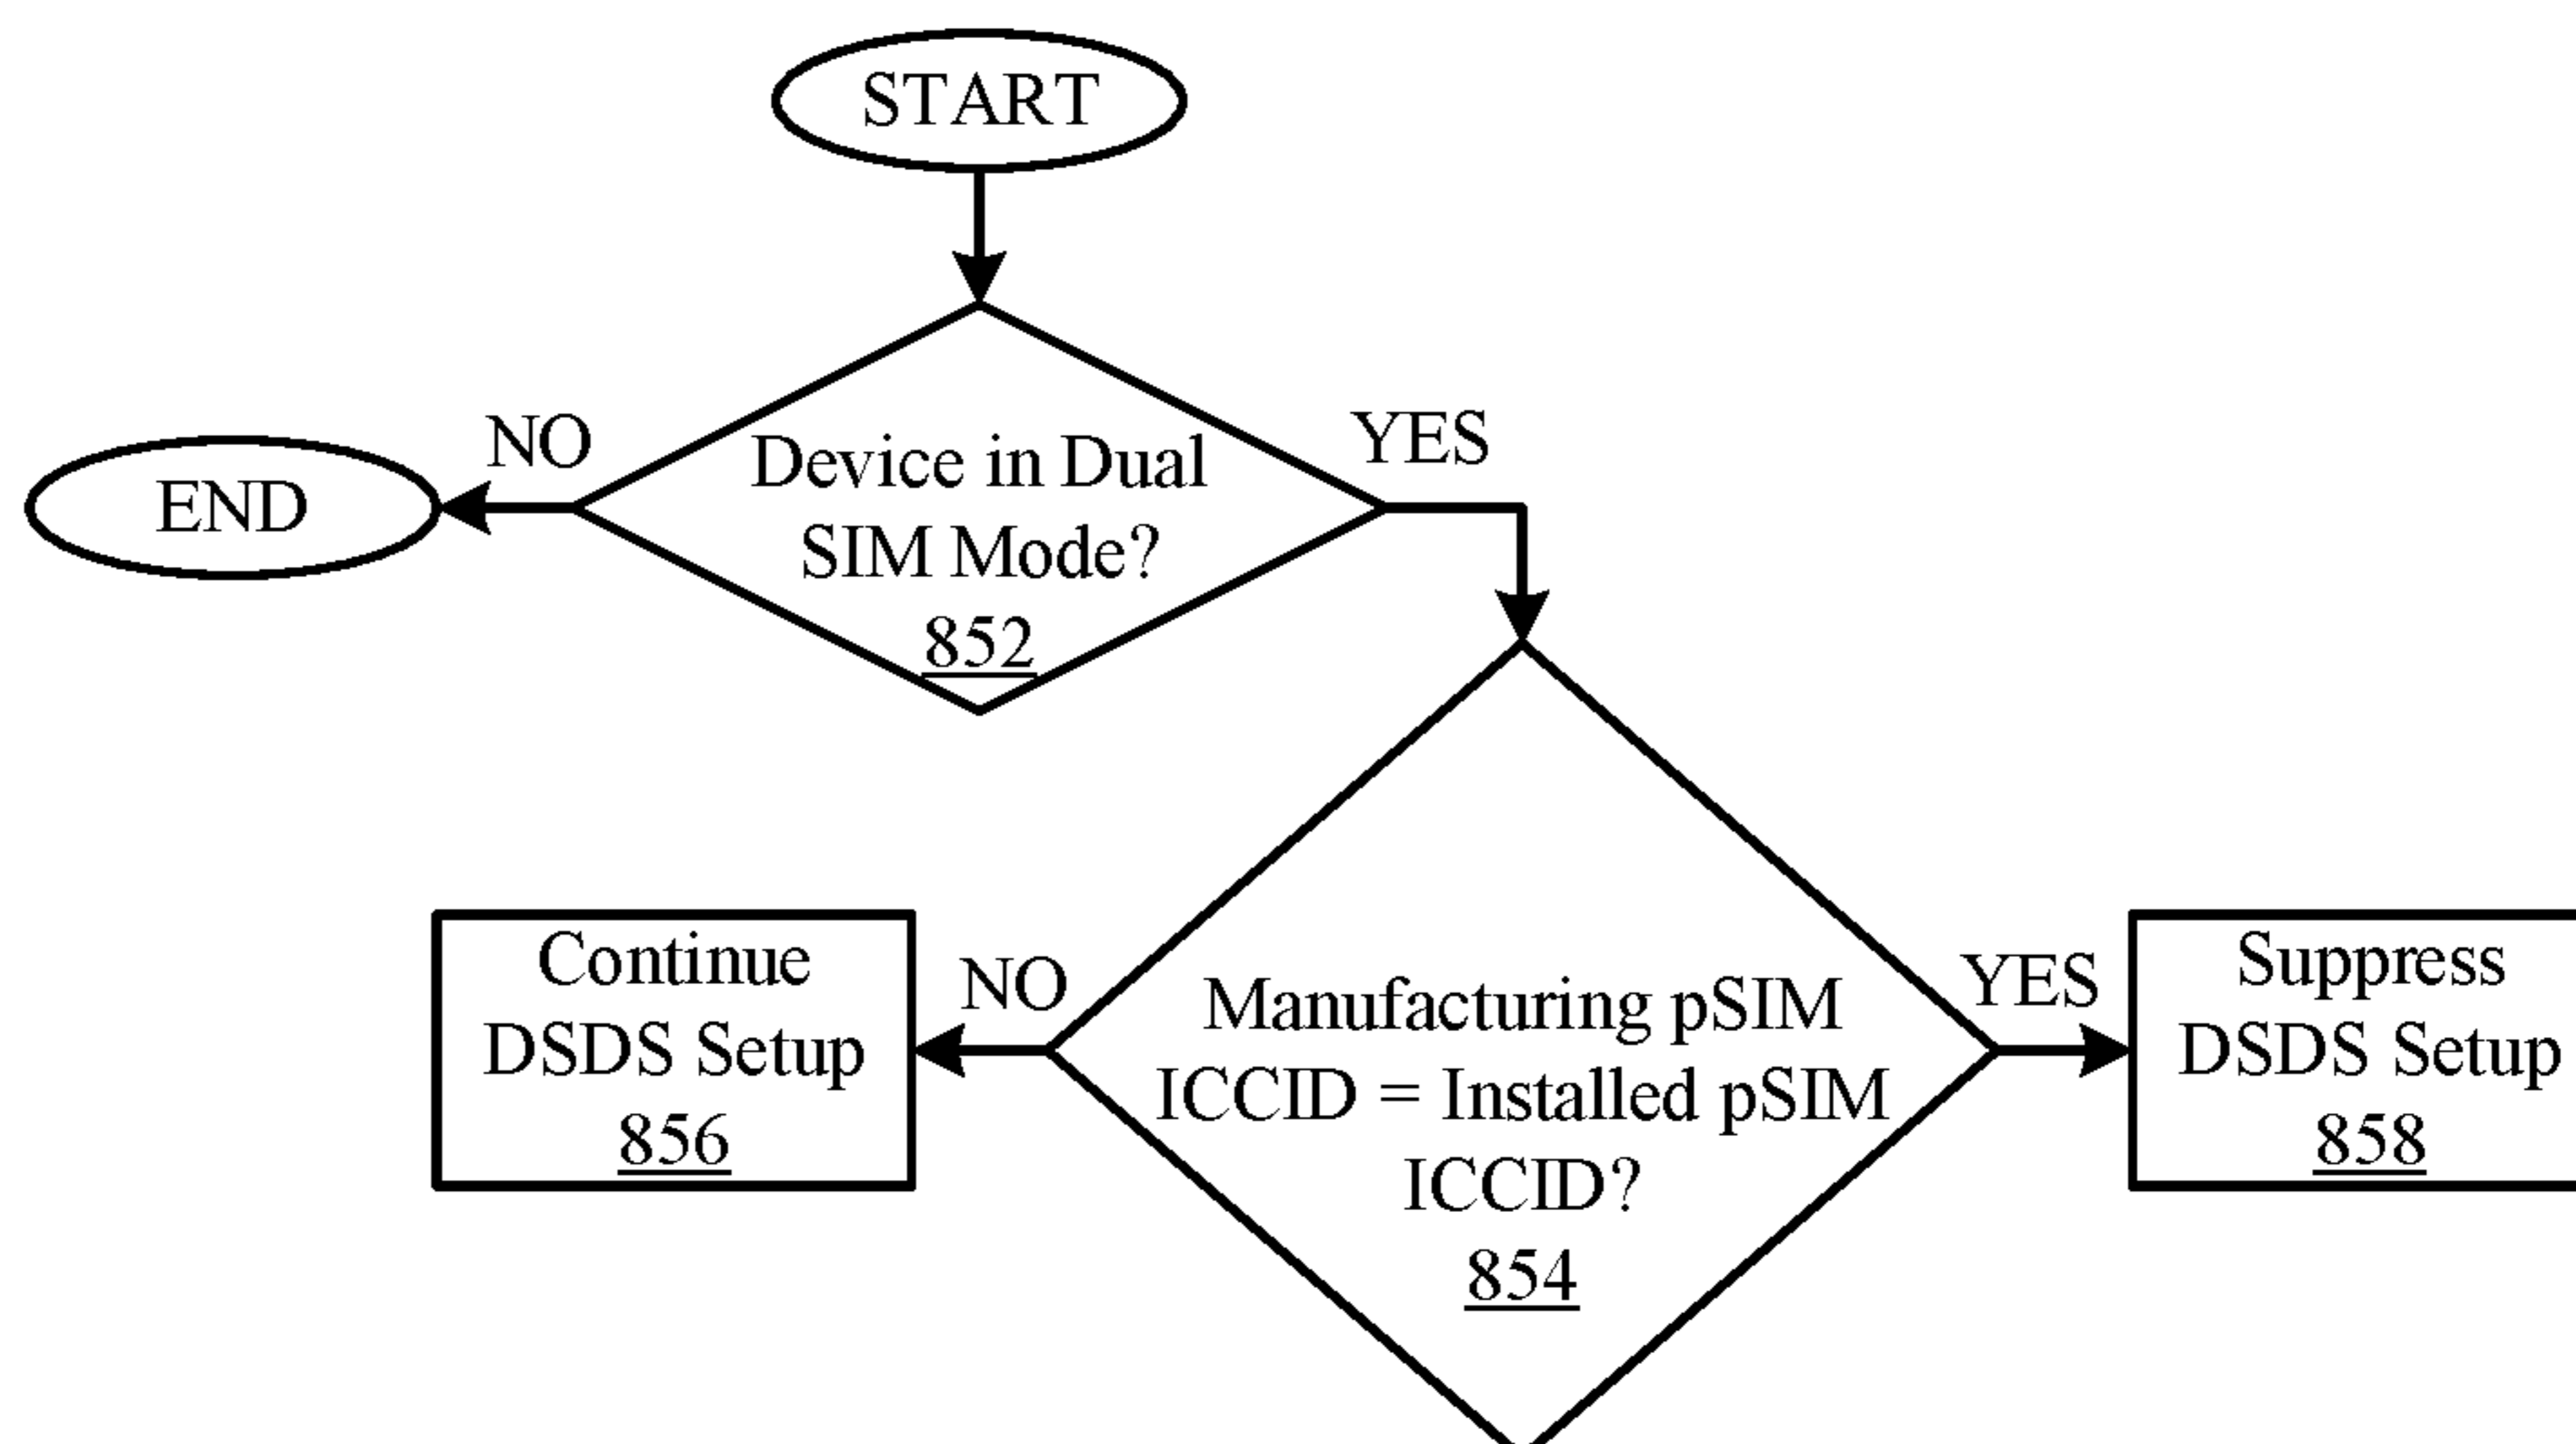 START
NO
YES
Device in Dual
SIM Mode?
852
END
Continue
DSDS Setup
856
NO
Manufacturing pSIM
ICCID = Installed pSIM
ICCID?
854
YES
Suppress
DSDS Setup
858